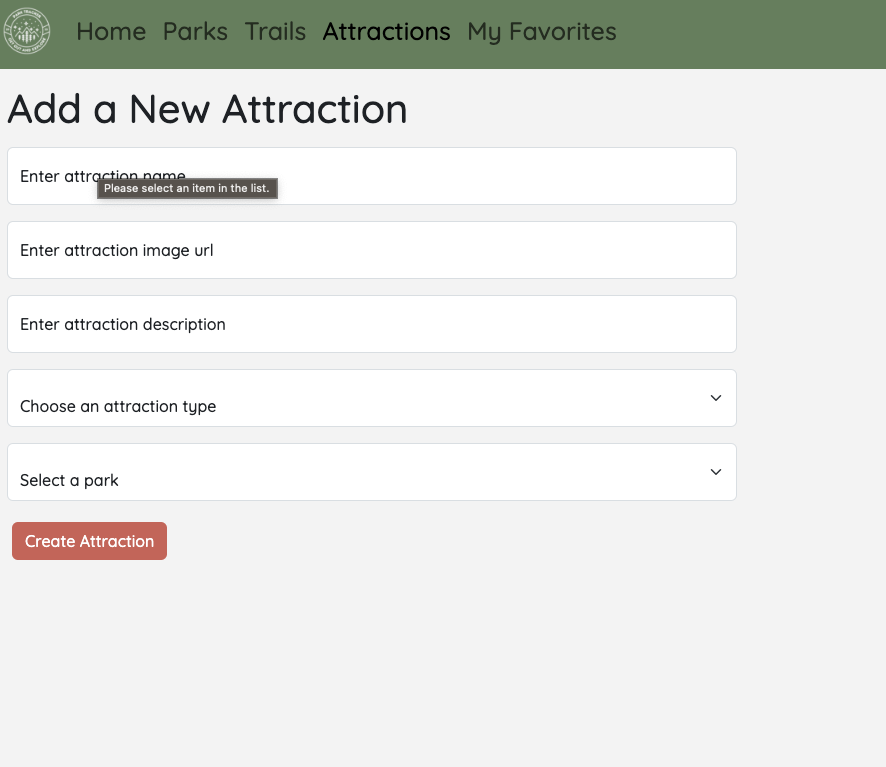 Home Parks Trails Attractions My Favorites
Add a New Attraction
Enter attraction name
Please select an item in the list.
Enter attraction image url
Enter attraction description
Choose an attraction type
Select a park
Create Attraction